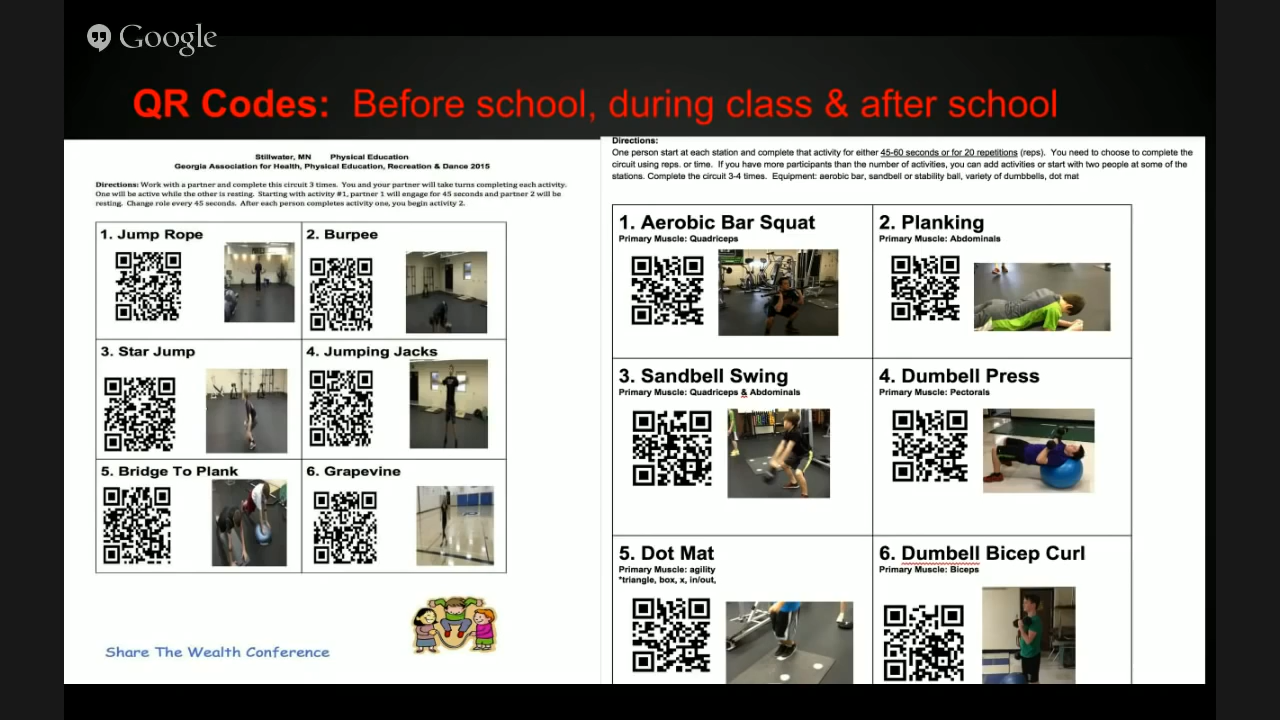 Google
QR Codes: Before school, during class & after school
Stillwater, MN Physical Education
Georgia Association for Health, Physical Education, Recreation & Dance 2015
Directions: Work with a partner and complete this circuit 3 times. You and your partner will take turns completing each activity.
One will be active while the other is resting. Starting with activity #1, partner 1 will engage for 45 seconds and partner 2 will be
resting. Change role every 45 seconds. After each person completes activity one, you begin activity 2.
1. Jump Rope
2. Burpee
3. Star Jump
4. Jumping Jacks
5. Bridge To Plank
6. Grapevine
Share The Wealth Conference
Directions:
One person start at each station and complete that activity for either 45-60 seconds or for 20 repetitions (reps). You need to choose to complete the
circuit using reps. or time. If you have more participants than the number of activities, you can add activities or start with two people at some of the
stations. Complete the circuit 3-4 times. Equipment: aerobic bar, sandbell or stability ball, variety of dumbbells, dot mat
1. Aerobic Bar Squat
Primary Muscle: Quadriceps
2. Planking
Primary Muscle: Abdominals
3. Sandbell Swing
Primary Muscle: Quadriceps & Abdominals
4. Dumbell Press
Primary Muscle: Pectorals
5. Dot Mat
Primary Muscle: agility
*triangle, box, x, in/out,
6. Dumbell Bicep Curl
Primary Muscle: Biceps